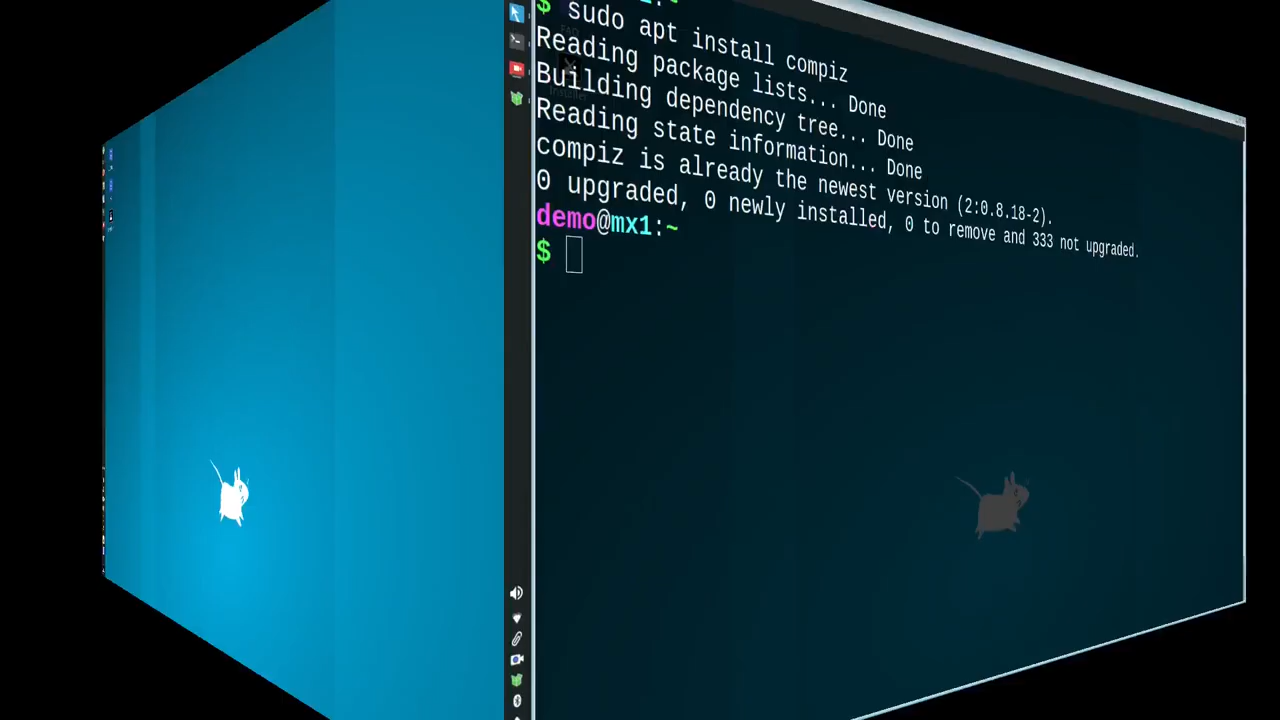 $ sudo apt install compiz
Reading package lists... Done
Building dependency tree... Done
Reading state information... Done
compiz is already the newest version (2:0.8.18-2).
0 upgraded, 0 newly installed, 0 to remove and 333 not upgraded.
demo@mx1:~
$